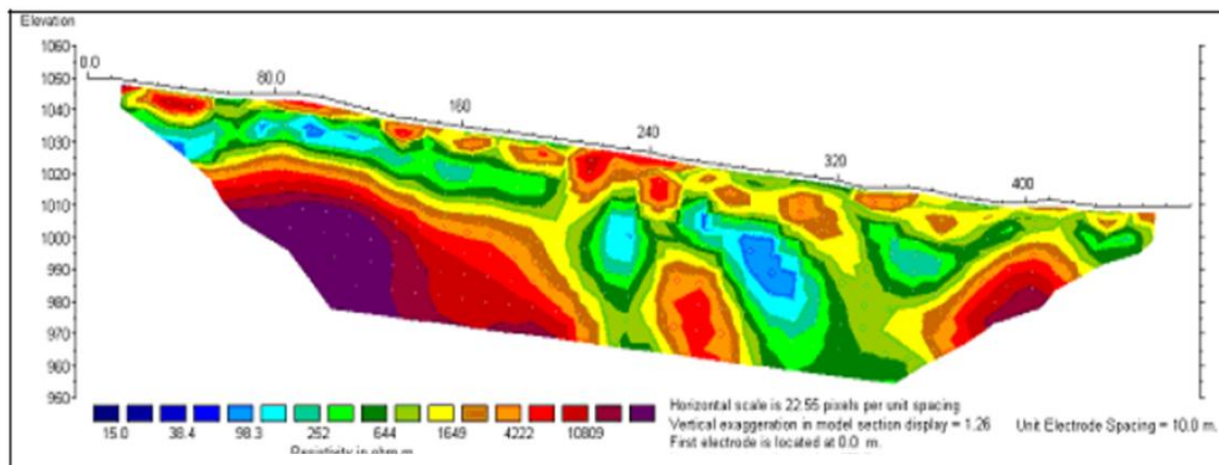 Elevation
1060
1050
1040
1030
1020
1010
1000
990
980
970
960
950
0.0
80.0
160
240
320
400
15.0 38.4 98.3 252 644 1649 4222 10809
Resistivity in ohm.m
Horizontal scale is 22.55 pixels per unit spacing
Vertical exaggeration in model section display = 1.26
First electrode is located at 0.0 m.
Unit Electrode Spacing = 10.0 m.